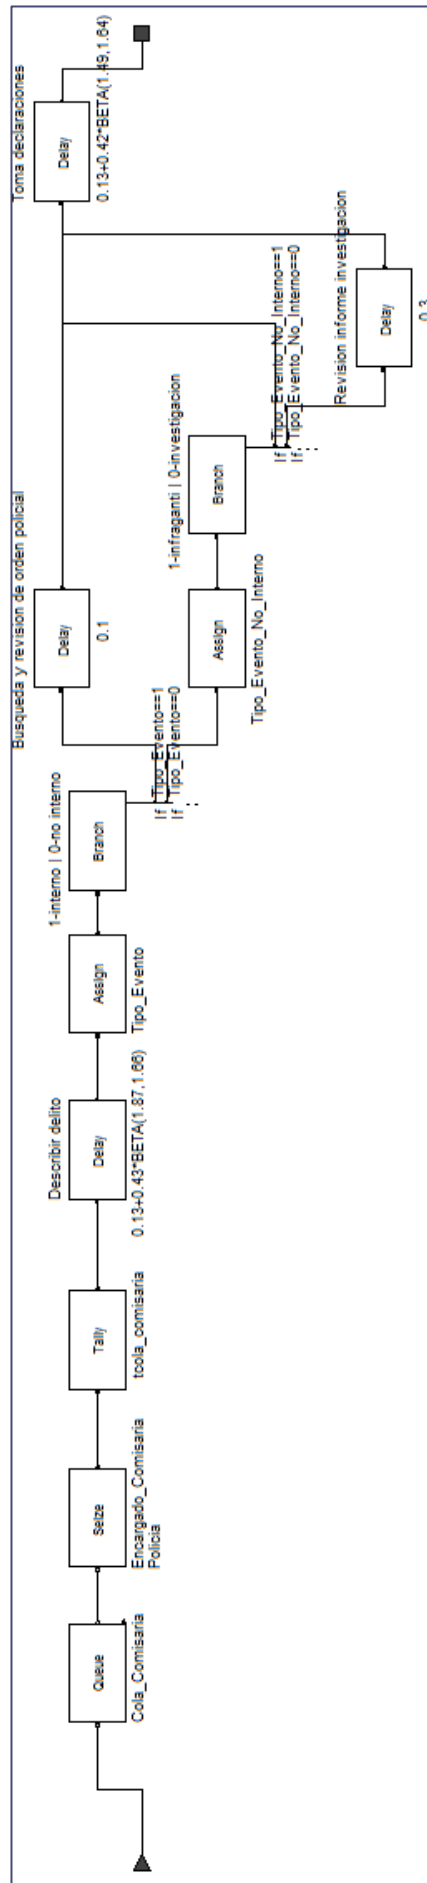 Queue
Cola_Comisaria
Seize
Encargado_Comisaria
Policia
Tally
tcola_comisaria
Describir delito
Delay
0.13+0.43*BETA(1.87,1.66)
Assign
Tipo_Evento
1-interno | 0-no interno
Branch
If Tipo_Evento==1
If Tipo_Evento==0
Busqueda y revision de orden policial
Delay
0.1
Assign
Tipo_Evento_No_Interno
1-infraganti | 0-investigacion
Branch
If Tipo_Evento_No_Interno==1
If Tipo_Evento_No_Interno==0
Revision informe investigacion
Delay
0.3
Toma declaraciones
Delay
0.13+0.42*BETA(1.49,1.64)